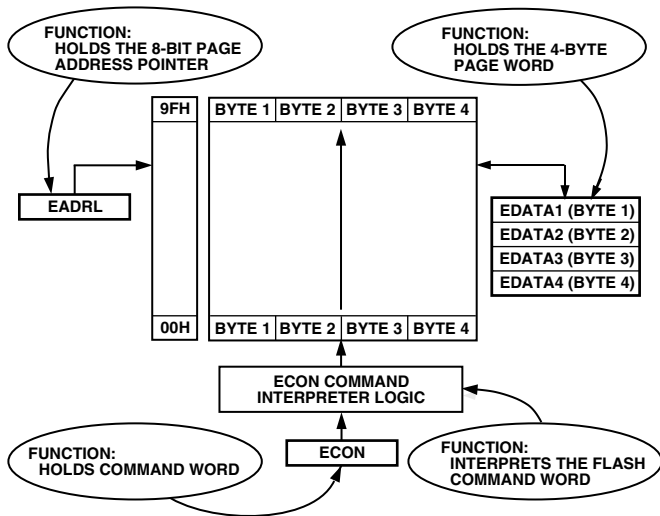 FUNCTION:
HOLDS THE 8-BIT PAGE
ADDRESS POINTER
FUNCTION:
HOLDS THE 4-BYTE
PAGE WORD
9FH
BYTE 1 BYTE 2 BYTE 3 BYTE 4
EADRL
EDATA1 (BYTE 1)
EDATA2 (BYTE 2)
EDATA3 (BYTE 3)
EDATA4 (BYTE 4)
00H
BYTE 1 BYTE 2 BYTE 3 BYTE 4
ECON COMMAND
INTERPRETER LOGIC
FUNCTION:
HOLDS COMMAND WORD
ECON
FUNCTION:
INTERPRETS THE FLASH
COMMAND WORD